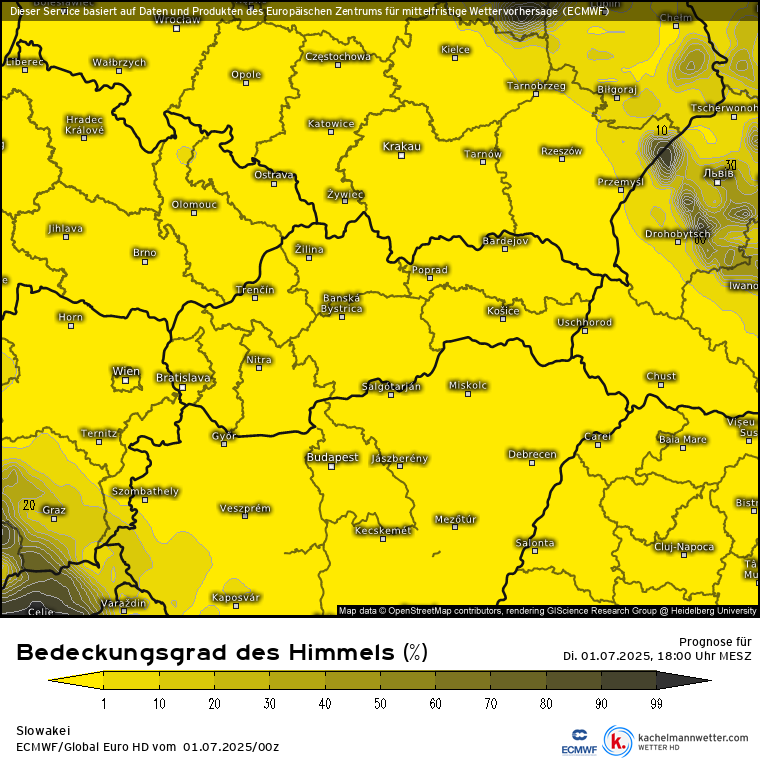 Dieser Service basiert auf Daten und Produkten des Europäischen Zentrums für mittelfristige Wettervorhersage (ECMWF)
Wrocław
Lublin
Chełm
Liberec
Wałbrzych
Opole
Częstochowa
Kielce
Tarnobrzeg
Biłgoraj
Tscherwonoh
Hradec
Králové
Katowice
Krakau
Tarnów
Rzeszów
10
30
Львів
Ostrava
Przemyśl
Olomouc
Żywiec
Jihlava
Brno
Žilina
Bardejov
Drohobytsch
Poprad
Iwano
Trenčín
Banská
Bystrica
Košice
Uschhorod
Horn
Wien
Bratislava
Nitra
Salgótarján
Miskolc
Chust
Ternitz
Győr
Budapest
Jászberény
Debrecen
Carei
Baia Mare
Vișeu
Sus
20
Graz
Szombathely
Veszprém
Kecskemét
Mezőtúr
Salonta
Cluj-Napoca
Bistr
Celje
Varaždin
Kaposvár
Map data © OpenStreetMap contributors, rendering GIScience Research Group @ Heidelberg University
Bedeckungsgrad des Himmels (%)
Prognose für
Di. 01.07.2025, 18:00 Uhr MESZ
1 10 20 30 40 50 60 70 80 90 99
Slowakei
ECMWF/Global Euro HD vom 01.07.2025/00z
ECMWF
k.
kachelmannwetter.com
WETTER HD